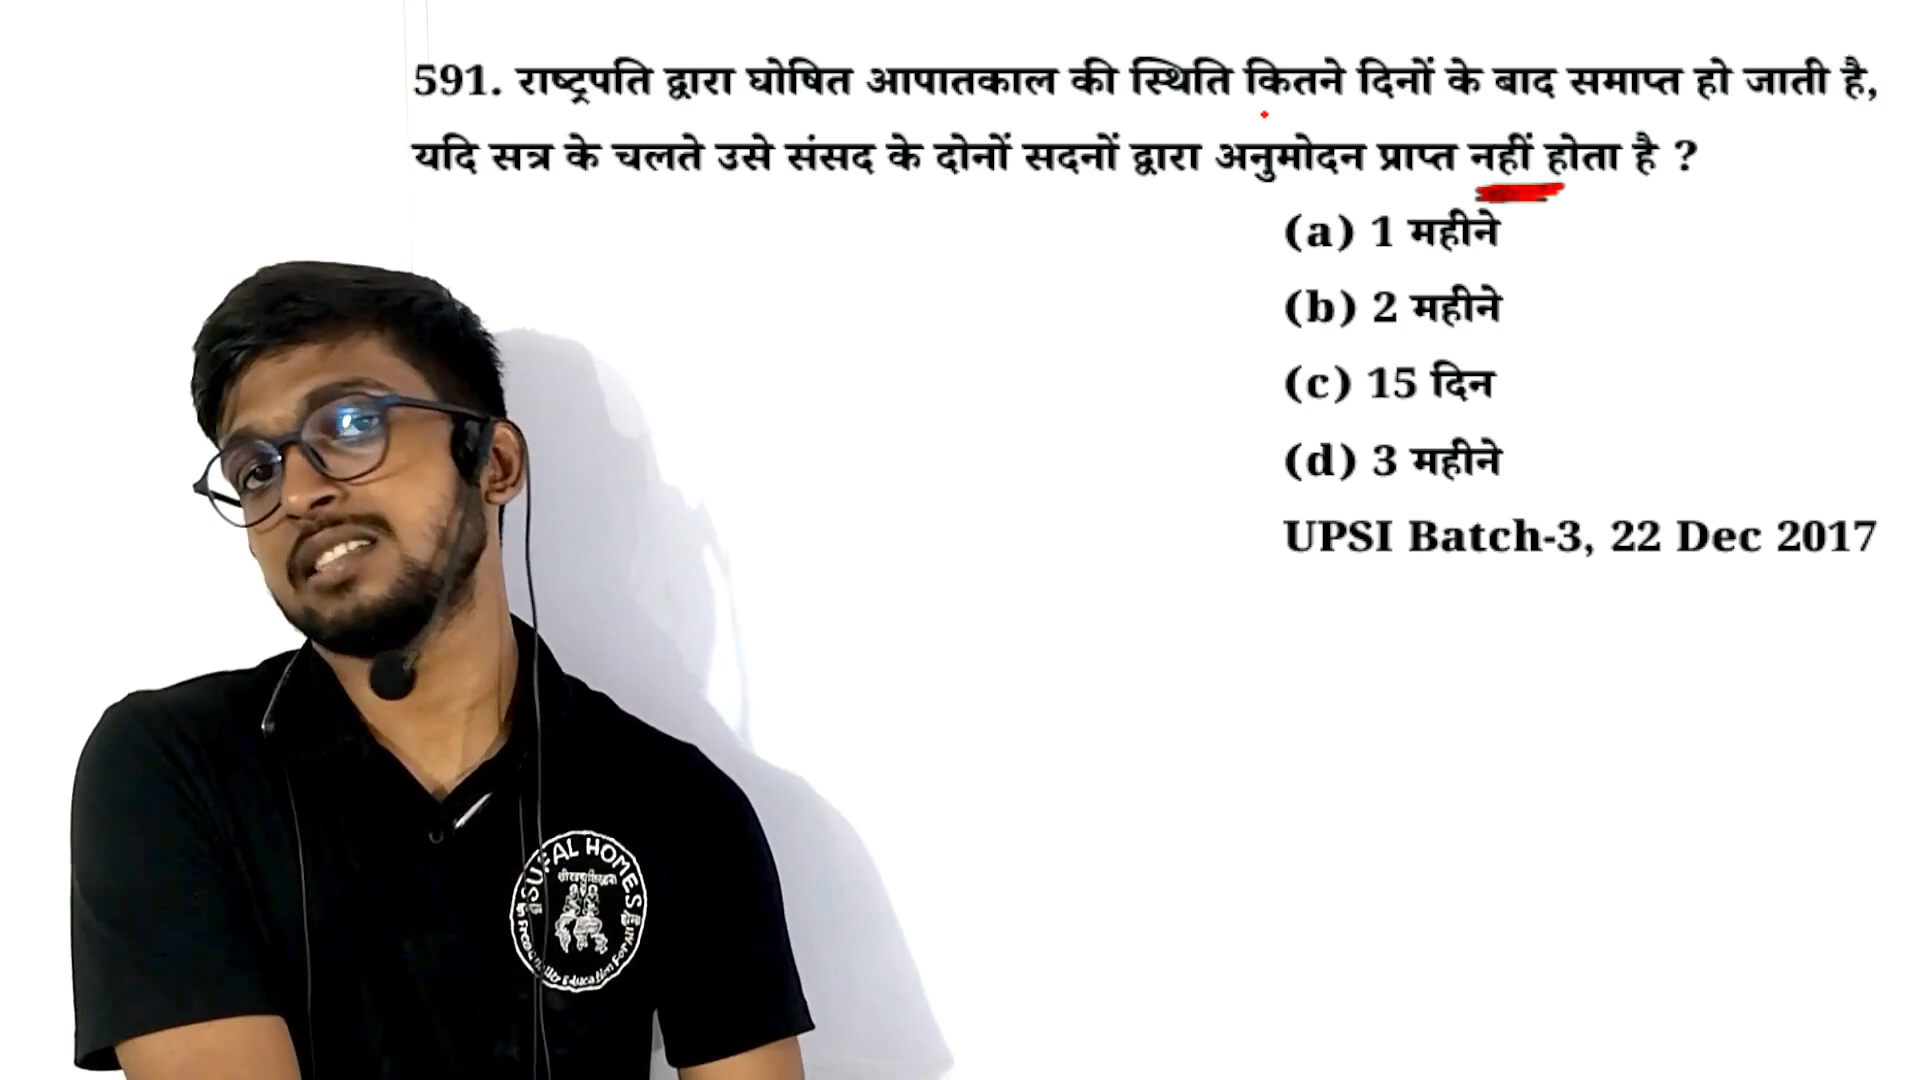 591. राष्ट्रपति द्वारा घोषित आपातकाल की स्थिति कितने दिनों के बाद समाप्त हो जाती है,
यदि सत्र के चलते उसे संसद के दोनों सदनों द्वारा अनुमोदन प्राप्त नहीं होता है ?
(a) 1 महीने
(b) 2 महीने
(c) 15 दिन
(d) 3 महीने
UPSI Batch-3, 22 Dec 2017
SUFAL HOMES